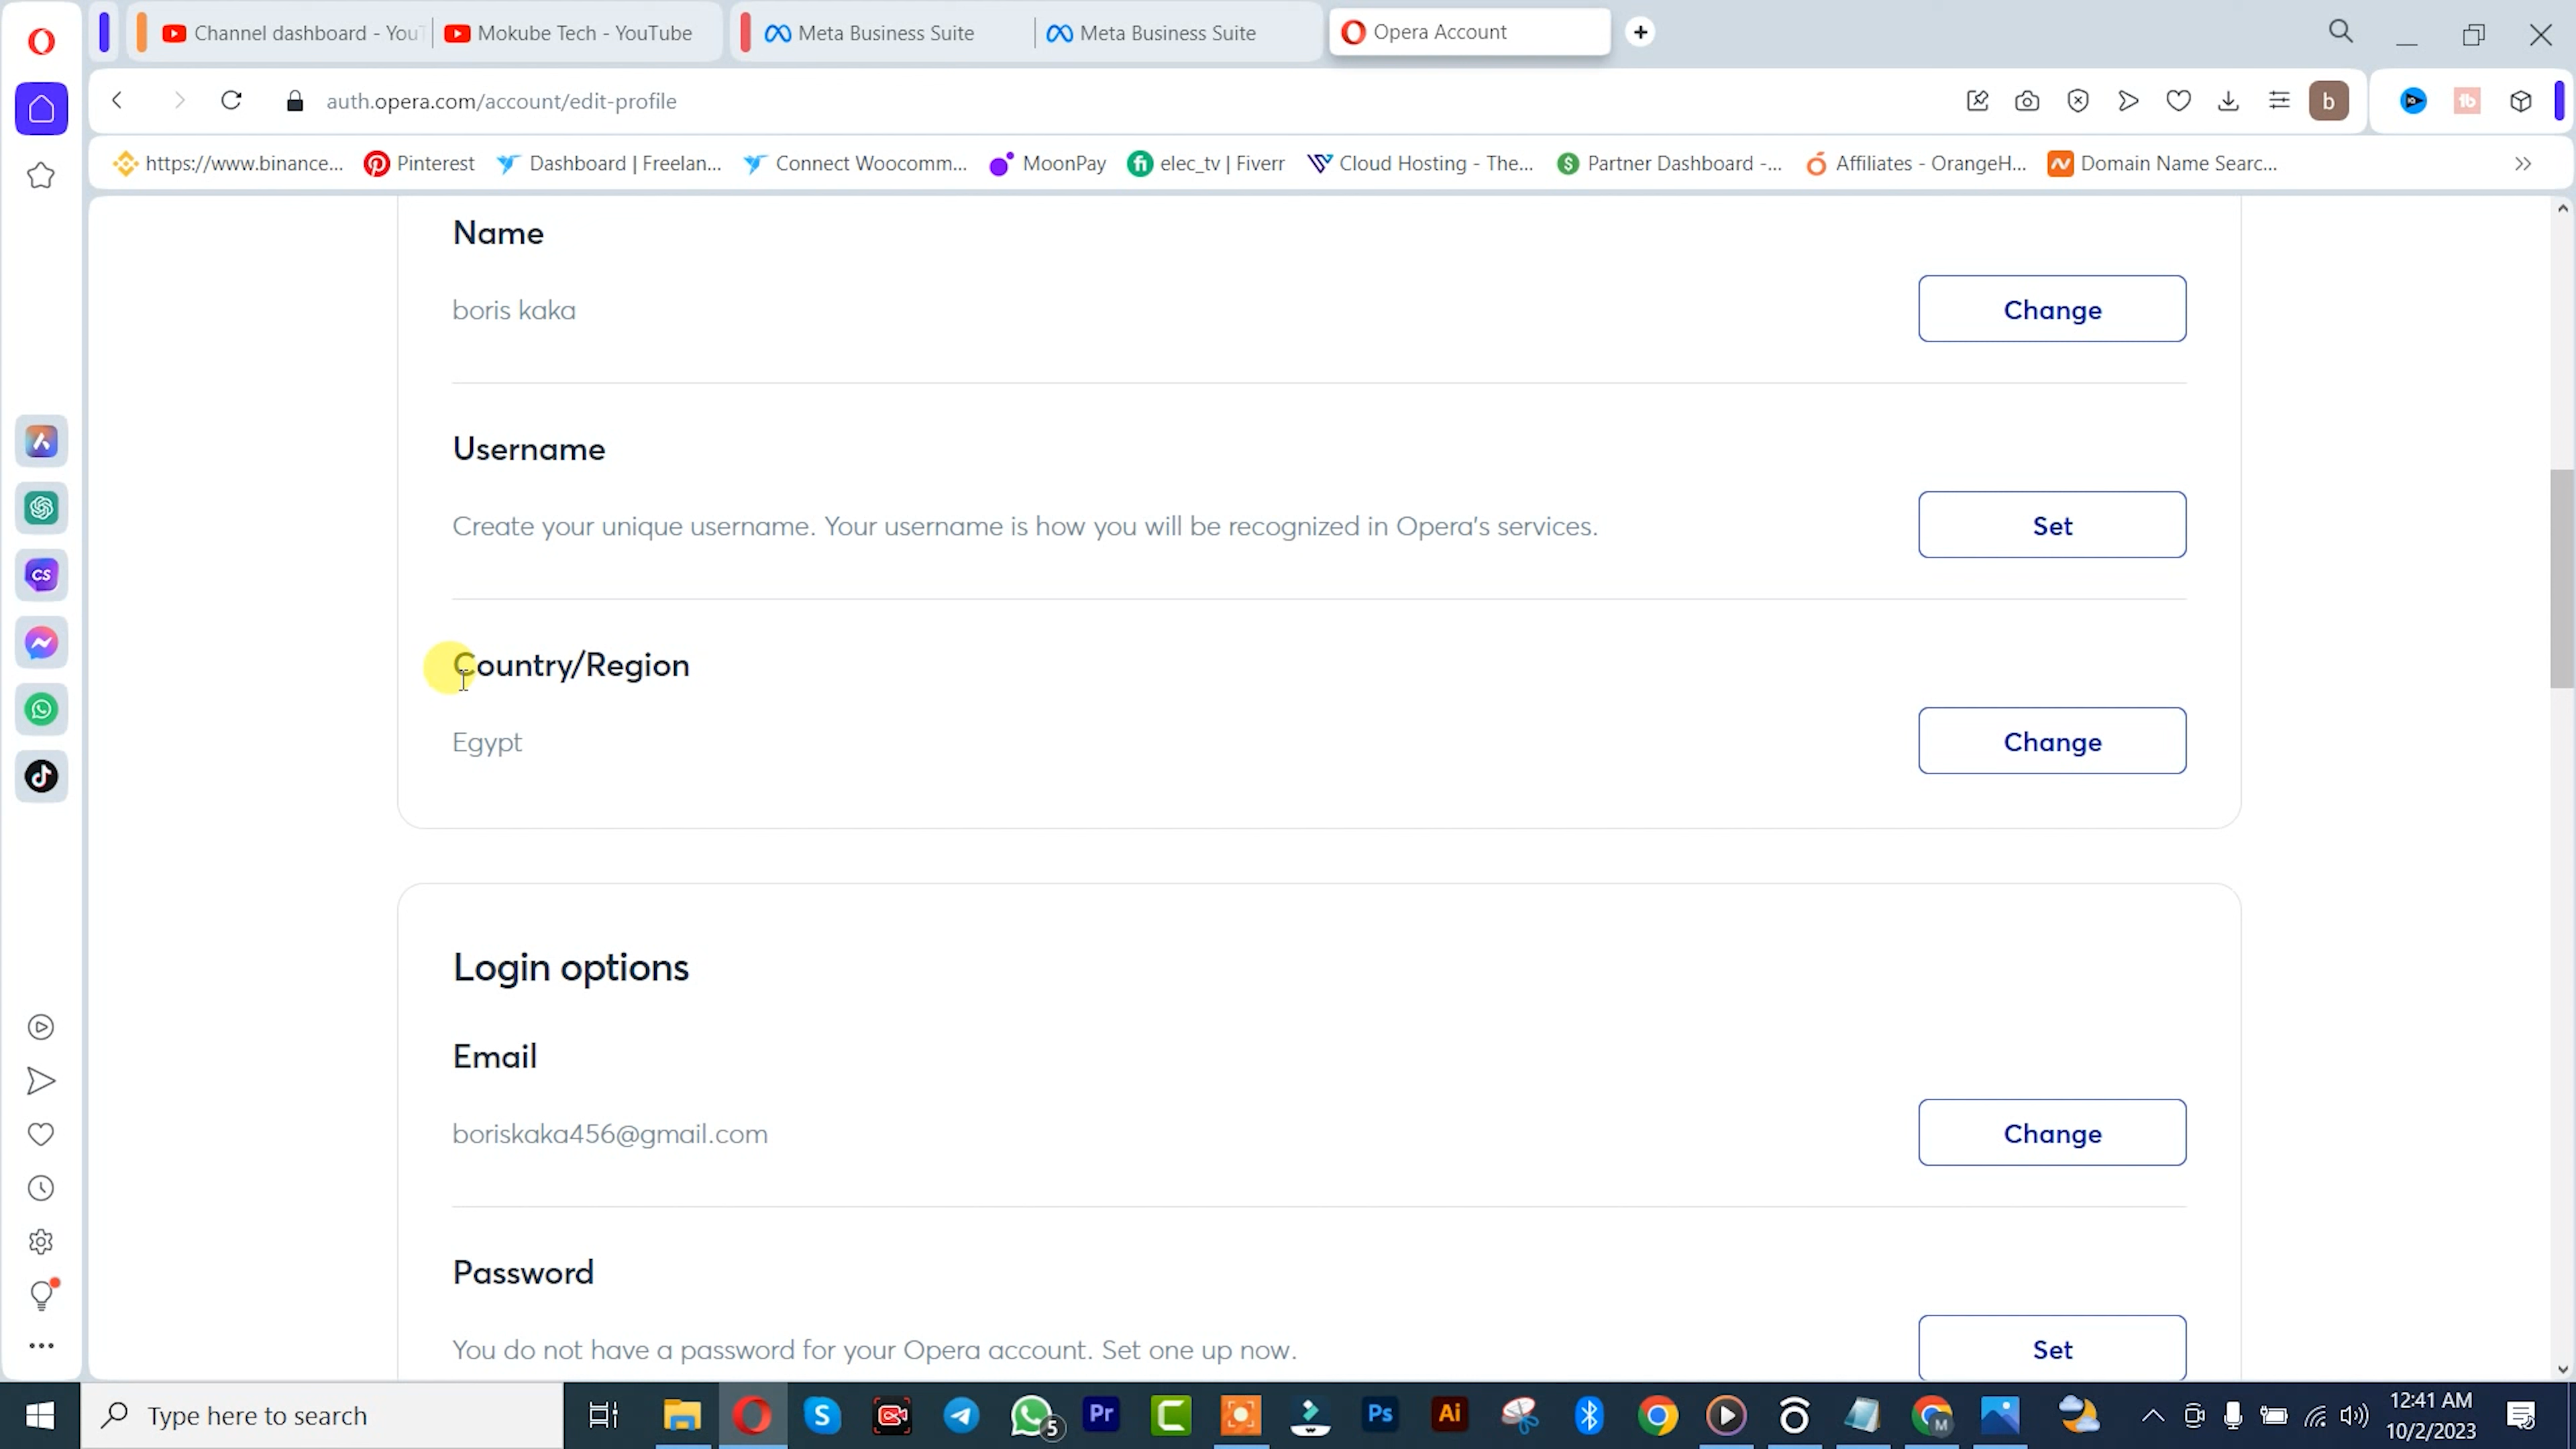 Channel dashboard - You
Mokube Tech - YouTube
Meta Business Suite
Meta Business Suite
Opera Account
auth.opera.com/account/edit-profile
b
https://www.binance...
Pinterest
Dashboard | Freelan...
Connect Woocomm...
MoonPay
elec_tv | Fiverr
Cloud Hosting - The...
Partner Dashboard -...
Affiliates - OrangeH...
Domain Name Searc...
Name
boris kaka
Change
Username
Create your unique username. Your username is how you will be recognized in Opera's services.
Set
Country/Region
Egypt
Change
CS
Login options
Email
boriskaka456@gmail.com
Change
Password
You do not have a password for your Opera account. Set one up now.
Set
Type here to search
S
5
Pr
C
Ps
Ai
M
12:41 AM
10/2/2023